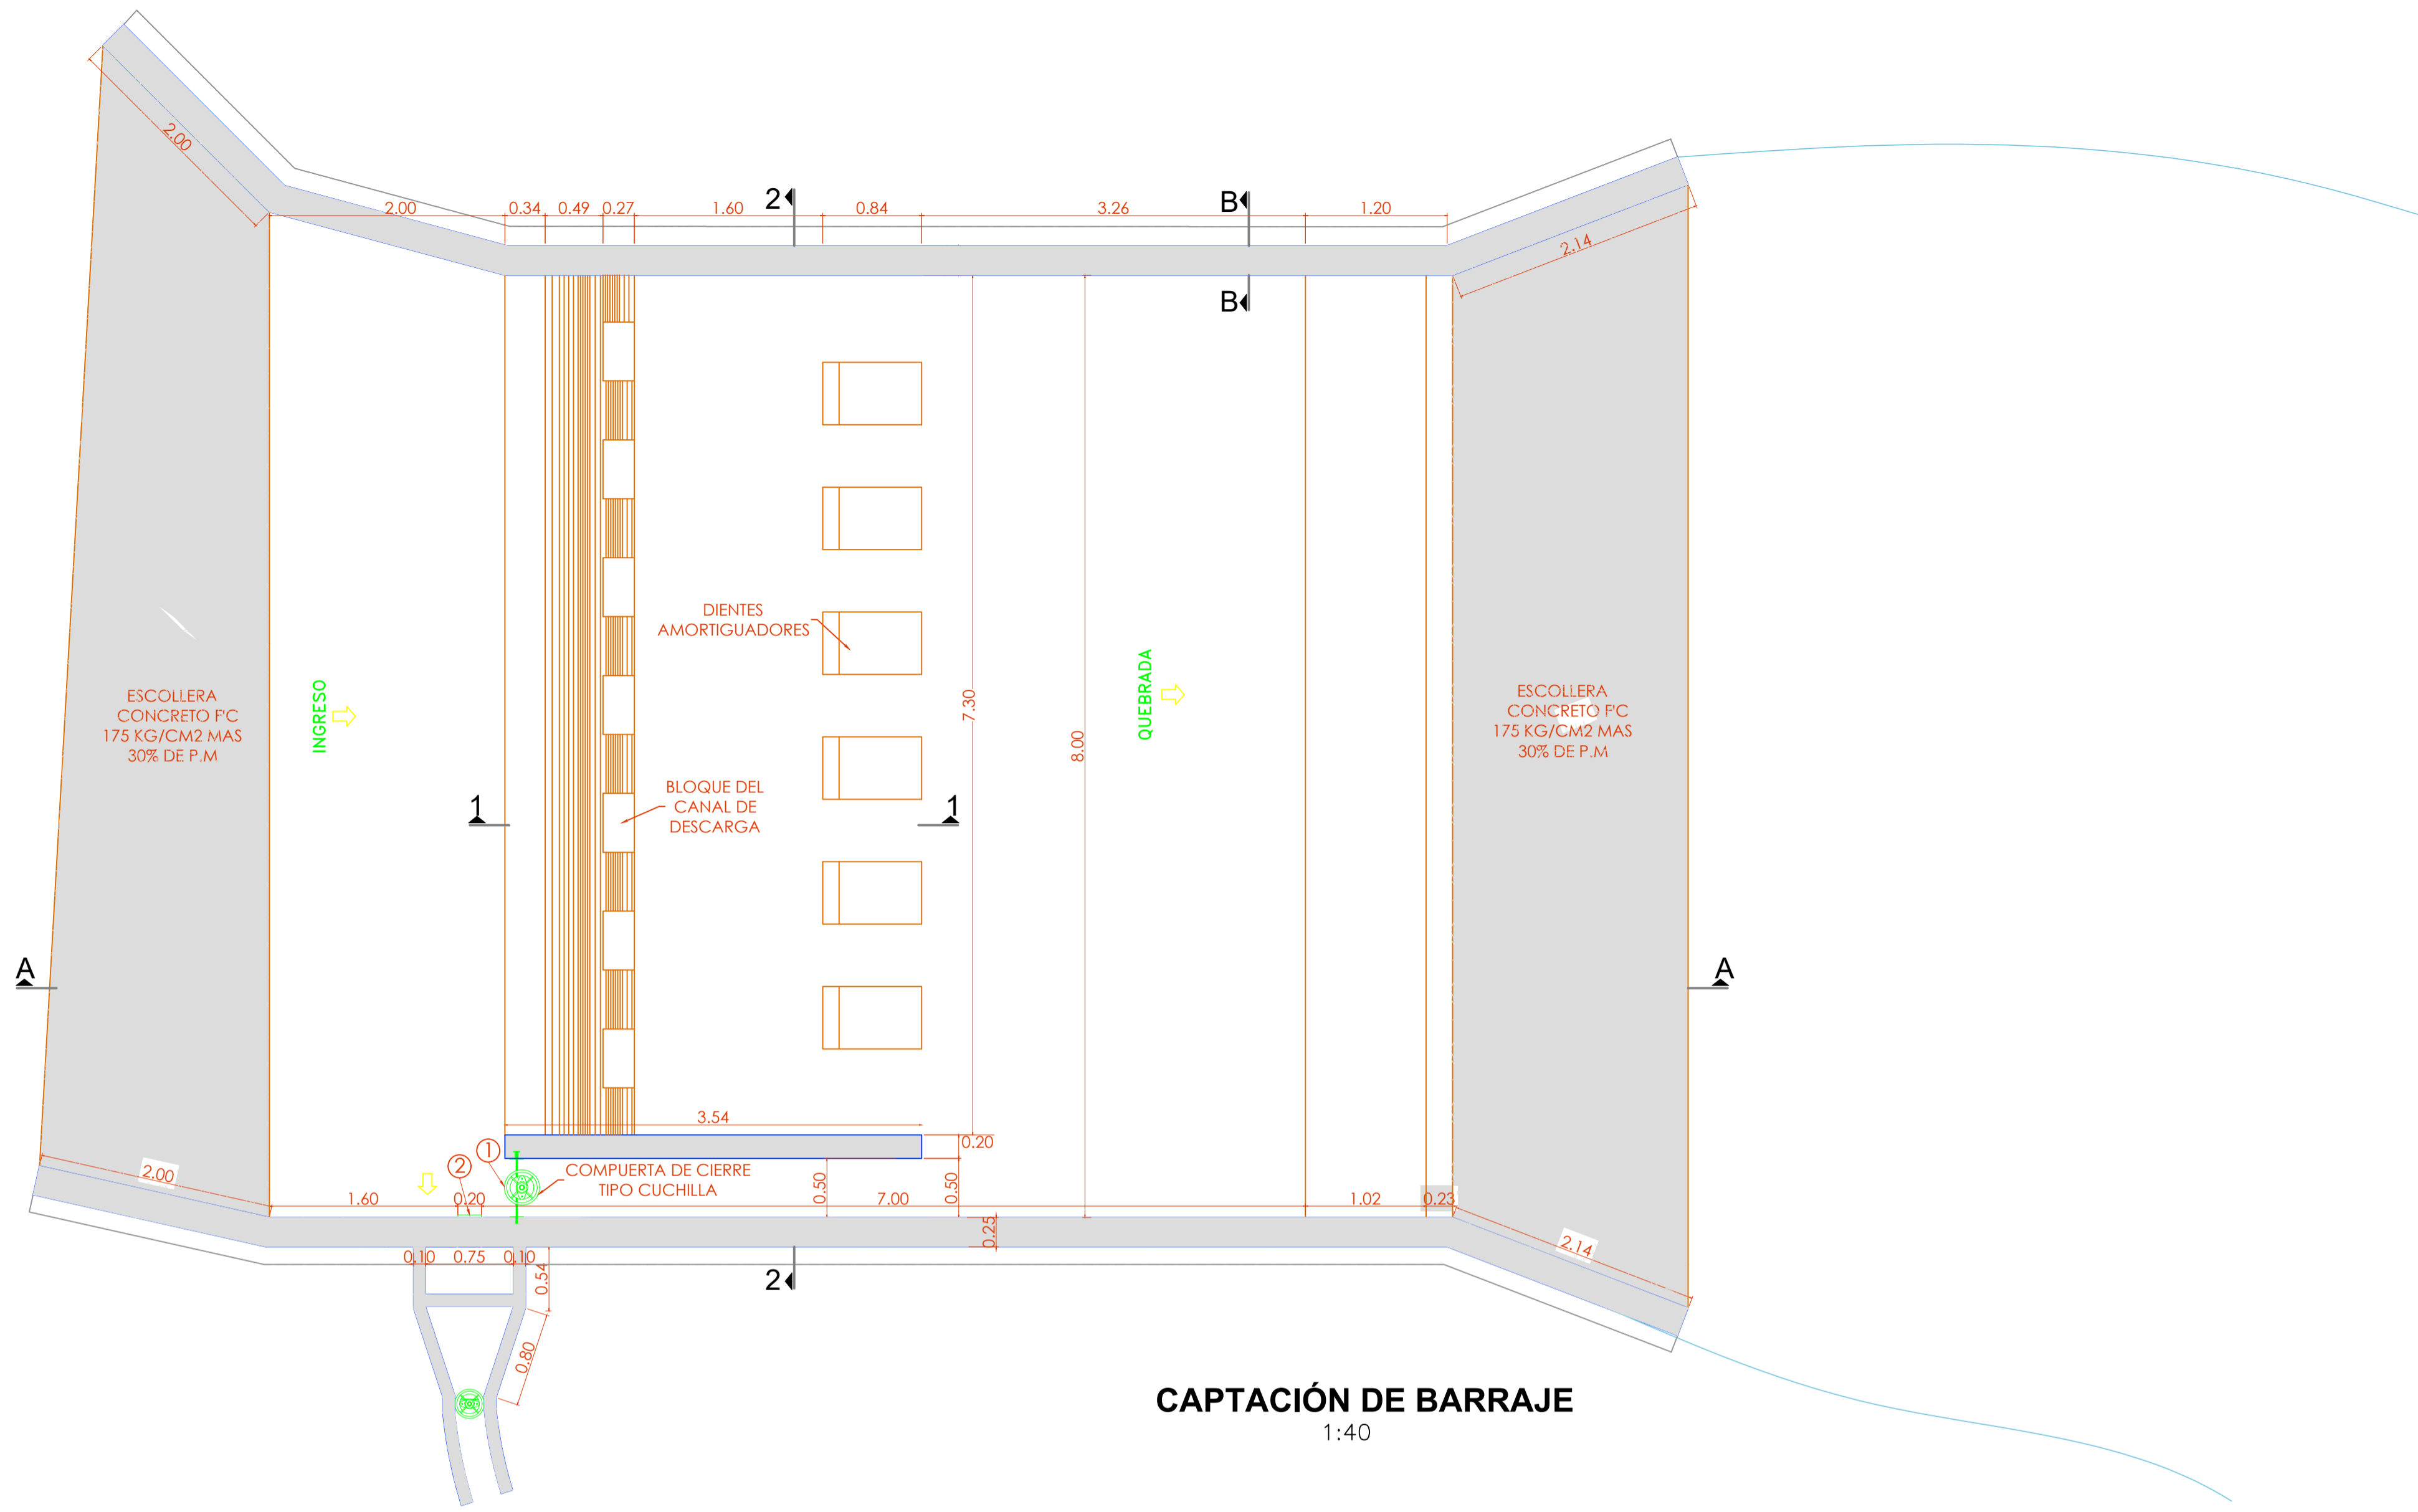 2.00
2.00
0.34
0.49
0.27
1.60
2
0.84
3.26
B
1.20
2.14
B
DIENTES
AMORTIGUADORES
ESCOLLERA
CONCRETO F'C
175 KG/CM2 MAS
30% DE P.M
INGRESO
7.30
8.00
QUEBRADA
ESCOLLERA
CONCRETO F'C
175 KG/CM2 MAS
30% DE P.M
1
BLOQUE DEL
CANAL DE
DESCARGA
1
A
A
3.54
0.20
1
2
COMPUERTA DE CIERRE
TIPO CUCHILLA
2.00
1.60
0.20
0.50
7.00
0.50
1.02
0.23
0.25
0.10
0.75
0.10
0.54
2
2.14
0.80
CAPTACIÓN DE BARRAJE
1:40